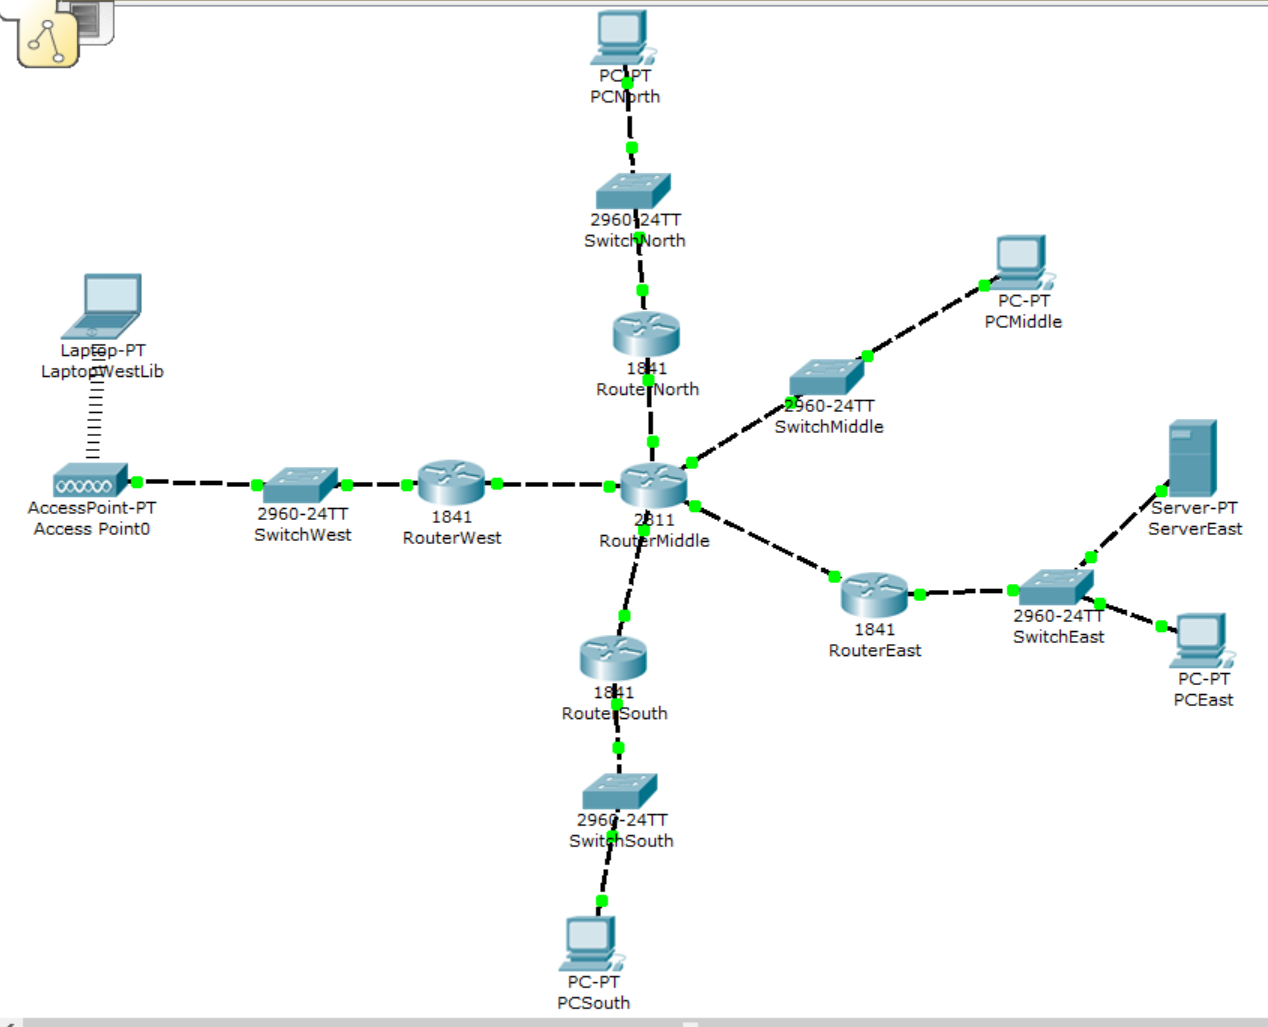 PC-PT
PCNorth
2960-24TT
SwitchNorth
PC-PT
PCMiddle
Laptop-PT
LaptopWestLib
1841
RouterNorth
2960-24TT
SwitchMiddle
AccessPoint-PT
Access Point0
2960-24TT
SwitchWest
1841
RouterWest
2811
RouterMiddle
Server-PT
ServerEast
1841
RouterEast
2960-24TT
SwitchEast
PC-PT
PCEast
1841
RouterSouth
2960-24TT
SwitchSouth
PC-PT
PCSouth